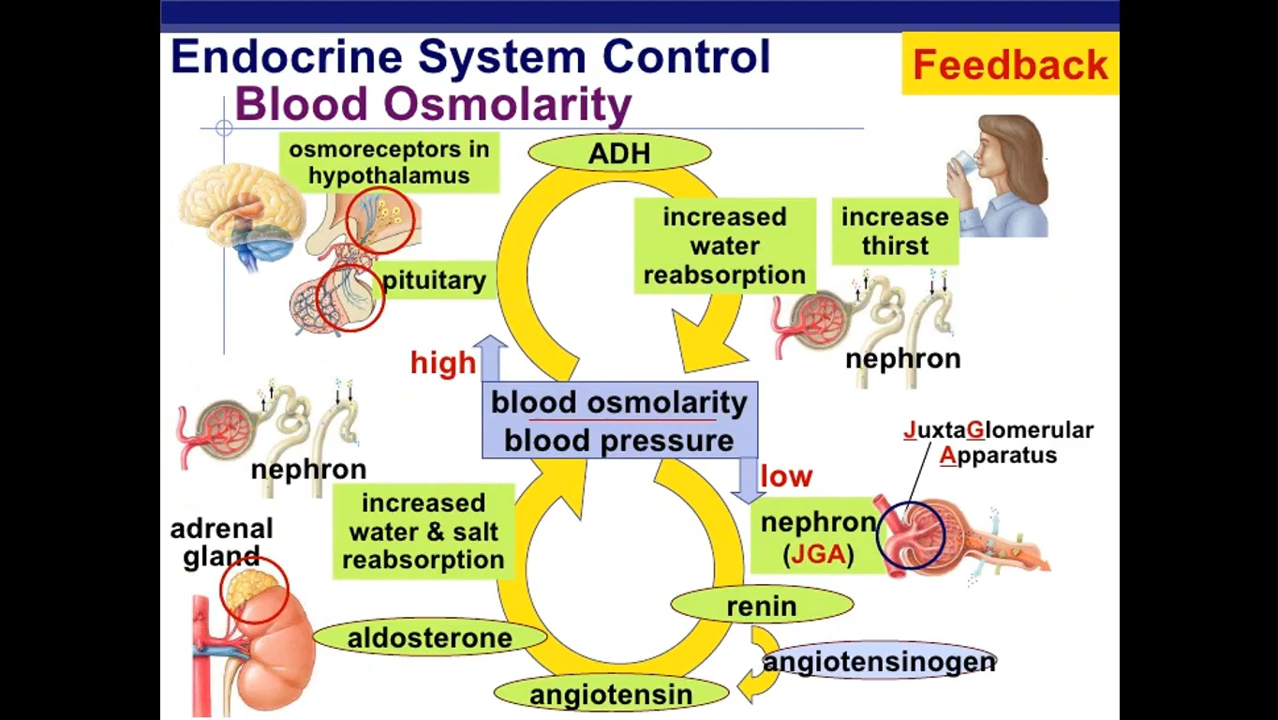 Endocrine System Control
Feedback
Blood Osmolarity
osmoreceptors in
hypothalamus
ADH
increased
water
reabsorption
increase
thirst
pituitary
nephron
high
blood osmolarity
blood pressure
low
JuxtaGlomerular
Apparatus
nephron
(JGA)
nephron
increased
water & salt
reabsorption
adrenal
gland
renin
aldosterone
angiotensinogen
angiotensin